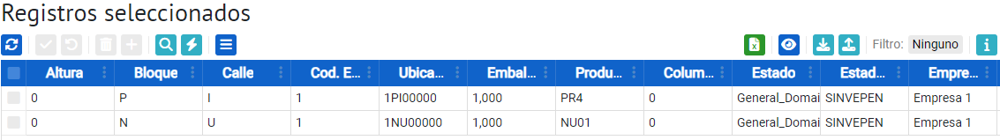 Registros seleccionados
Filtro: Ninguno
Altura Bloque Calle Cod. E... Ubica... Embal... Produ... Colum... Estado Estad... Empre...
0 P I 1 1PI00000 1,000 PR4 0 General_Domai SINVEPEN Empresa 1
0 N U 1 1NU00000 1,000 NU01 0 General_Domai SINVEPEN Empresa 1